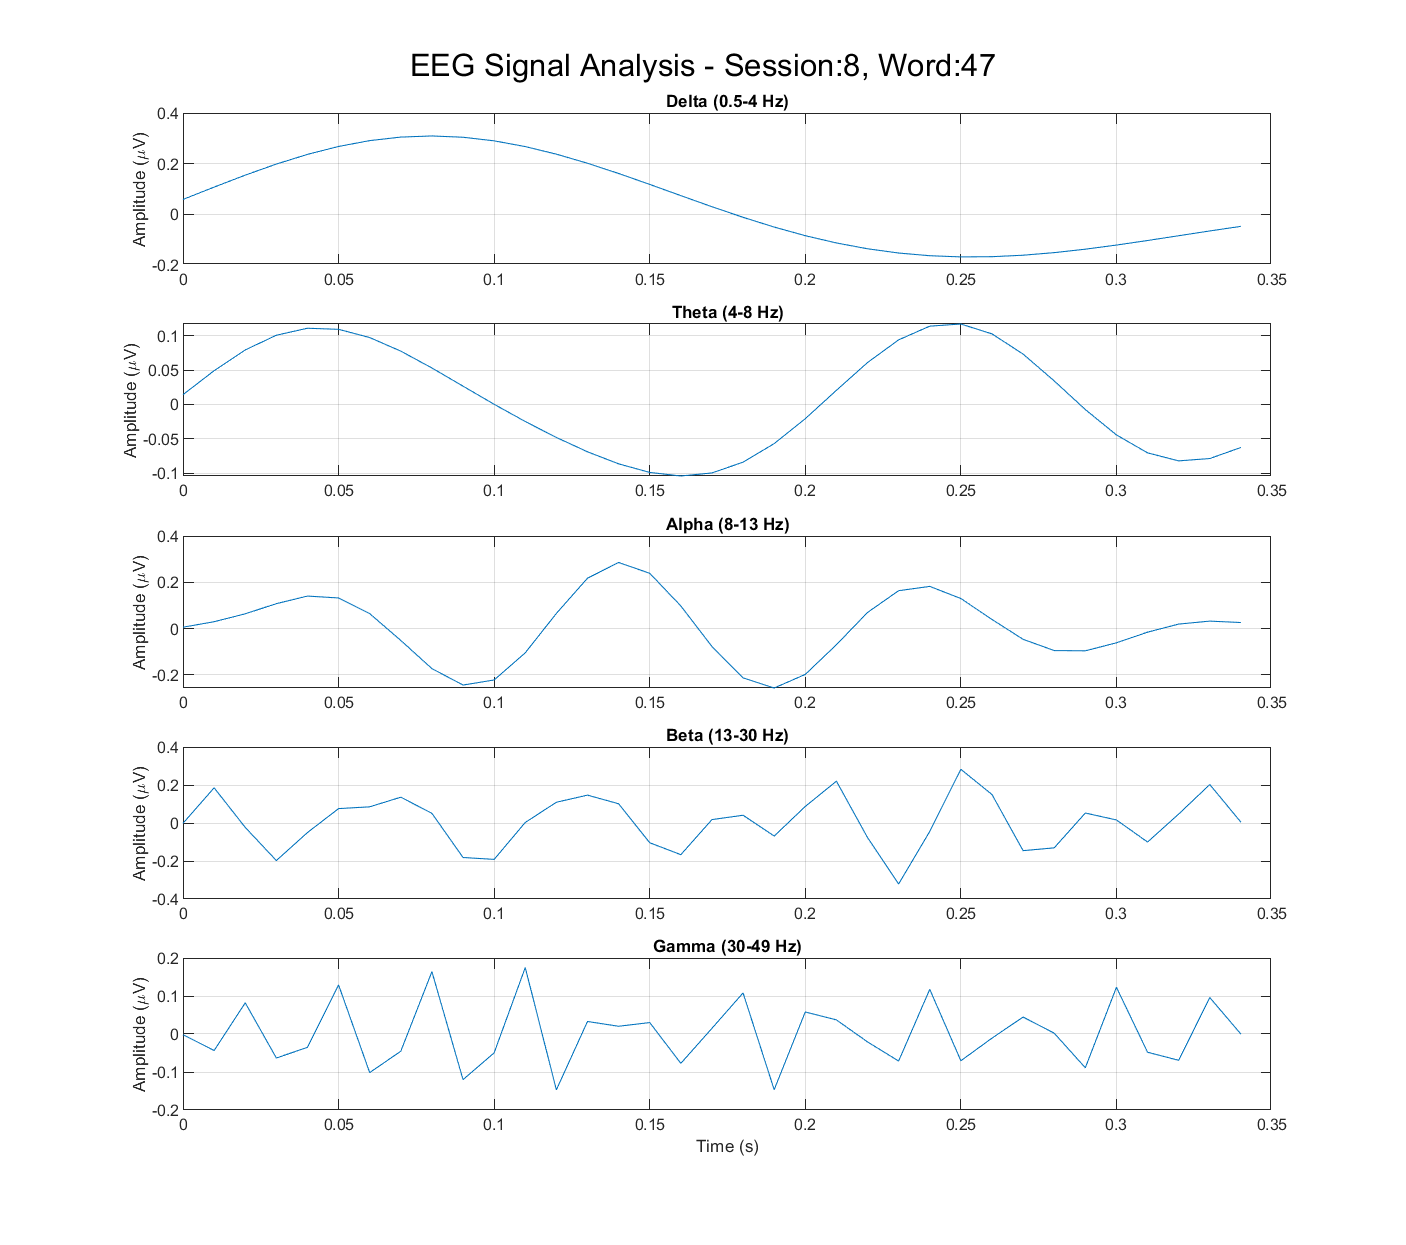 EEG Signal Analysis - Session:8, Word:47
Delta (0.5-4 Hz)
Amplitude (μV)
0.4
0.2
0
-0.2
0 0.05 0.1 0.15 0.2 0.25 0.3 0.35
Theta (4-8 Hz)
Amplitude (μV)
0.1
0.05
0
-0.05
-0.1
0 0.05 0.1 0.15 0.2 0.25 0.3 0.35
Alpha (8-13 Hz)
Amplitude (μV)
0.4
0.2
0
-0.2
0 0.05 0.1 0.15 0.2 0.25 0.3 0.35
Beta (13-30 Hz)
Amplitude (μV)
0.4
0.2
0
-0.2
-0.4
0 0.05 0.1 0.15 0.2 0.25 0.3 0.35
Gamma (30-49 Hz)
Amplitude (μV)
0.2
0.1
0
-0.1
-0.2
0 0.05 0.1 0.15 0.2 0.25 0.3 0.35
Time (s)